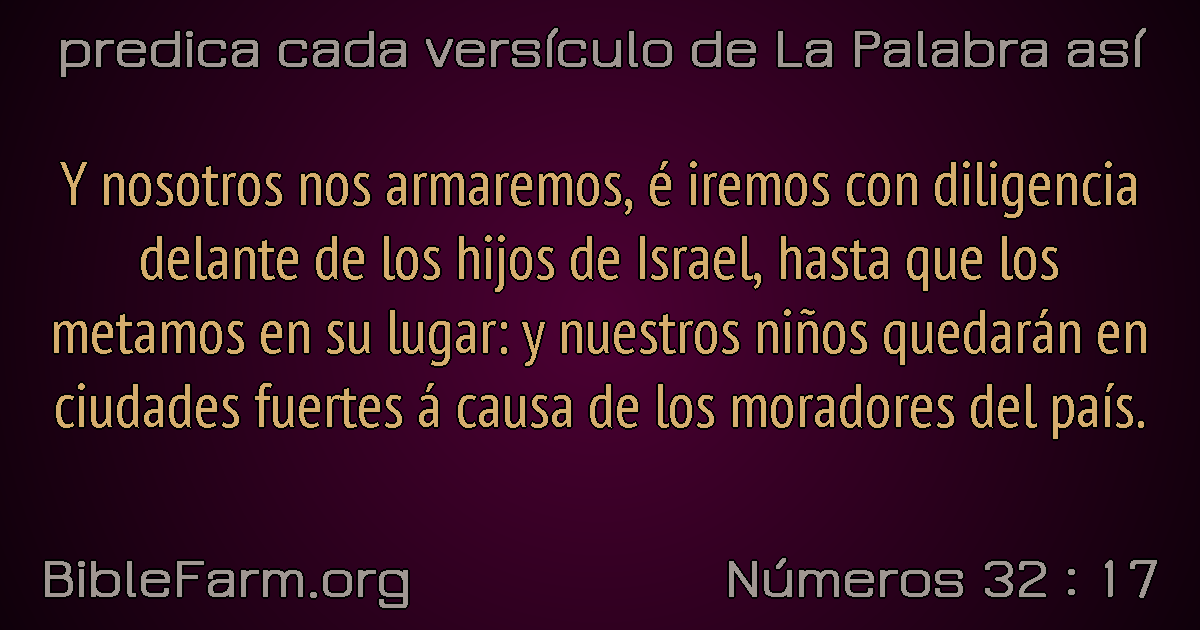 predica cada versículo de La Palabra así
Y nosotros nos armaremos, é iremos con diligencia
delante de los hijos de Israel, hasta que los
metamos en su lugar: y nuestros niños quedarán en
ciudades fuertes á causa de los moradores del país.
BibleFarm.org
Números 32 : 17